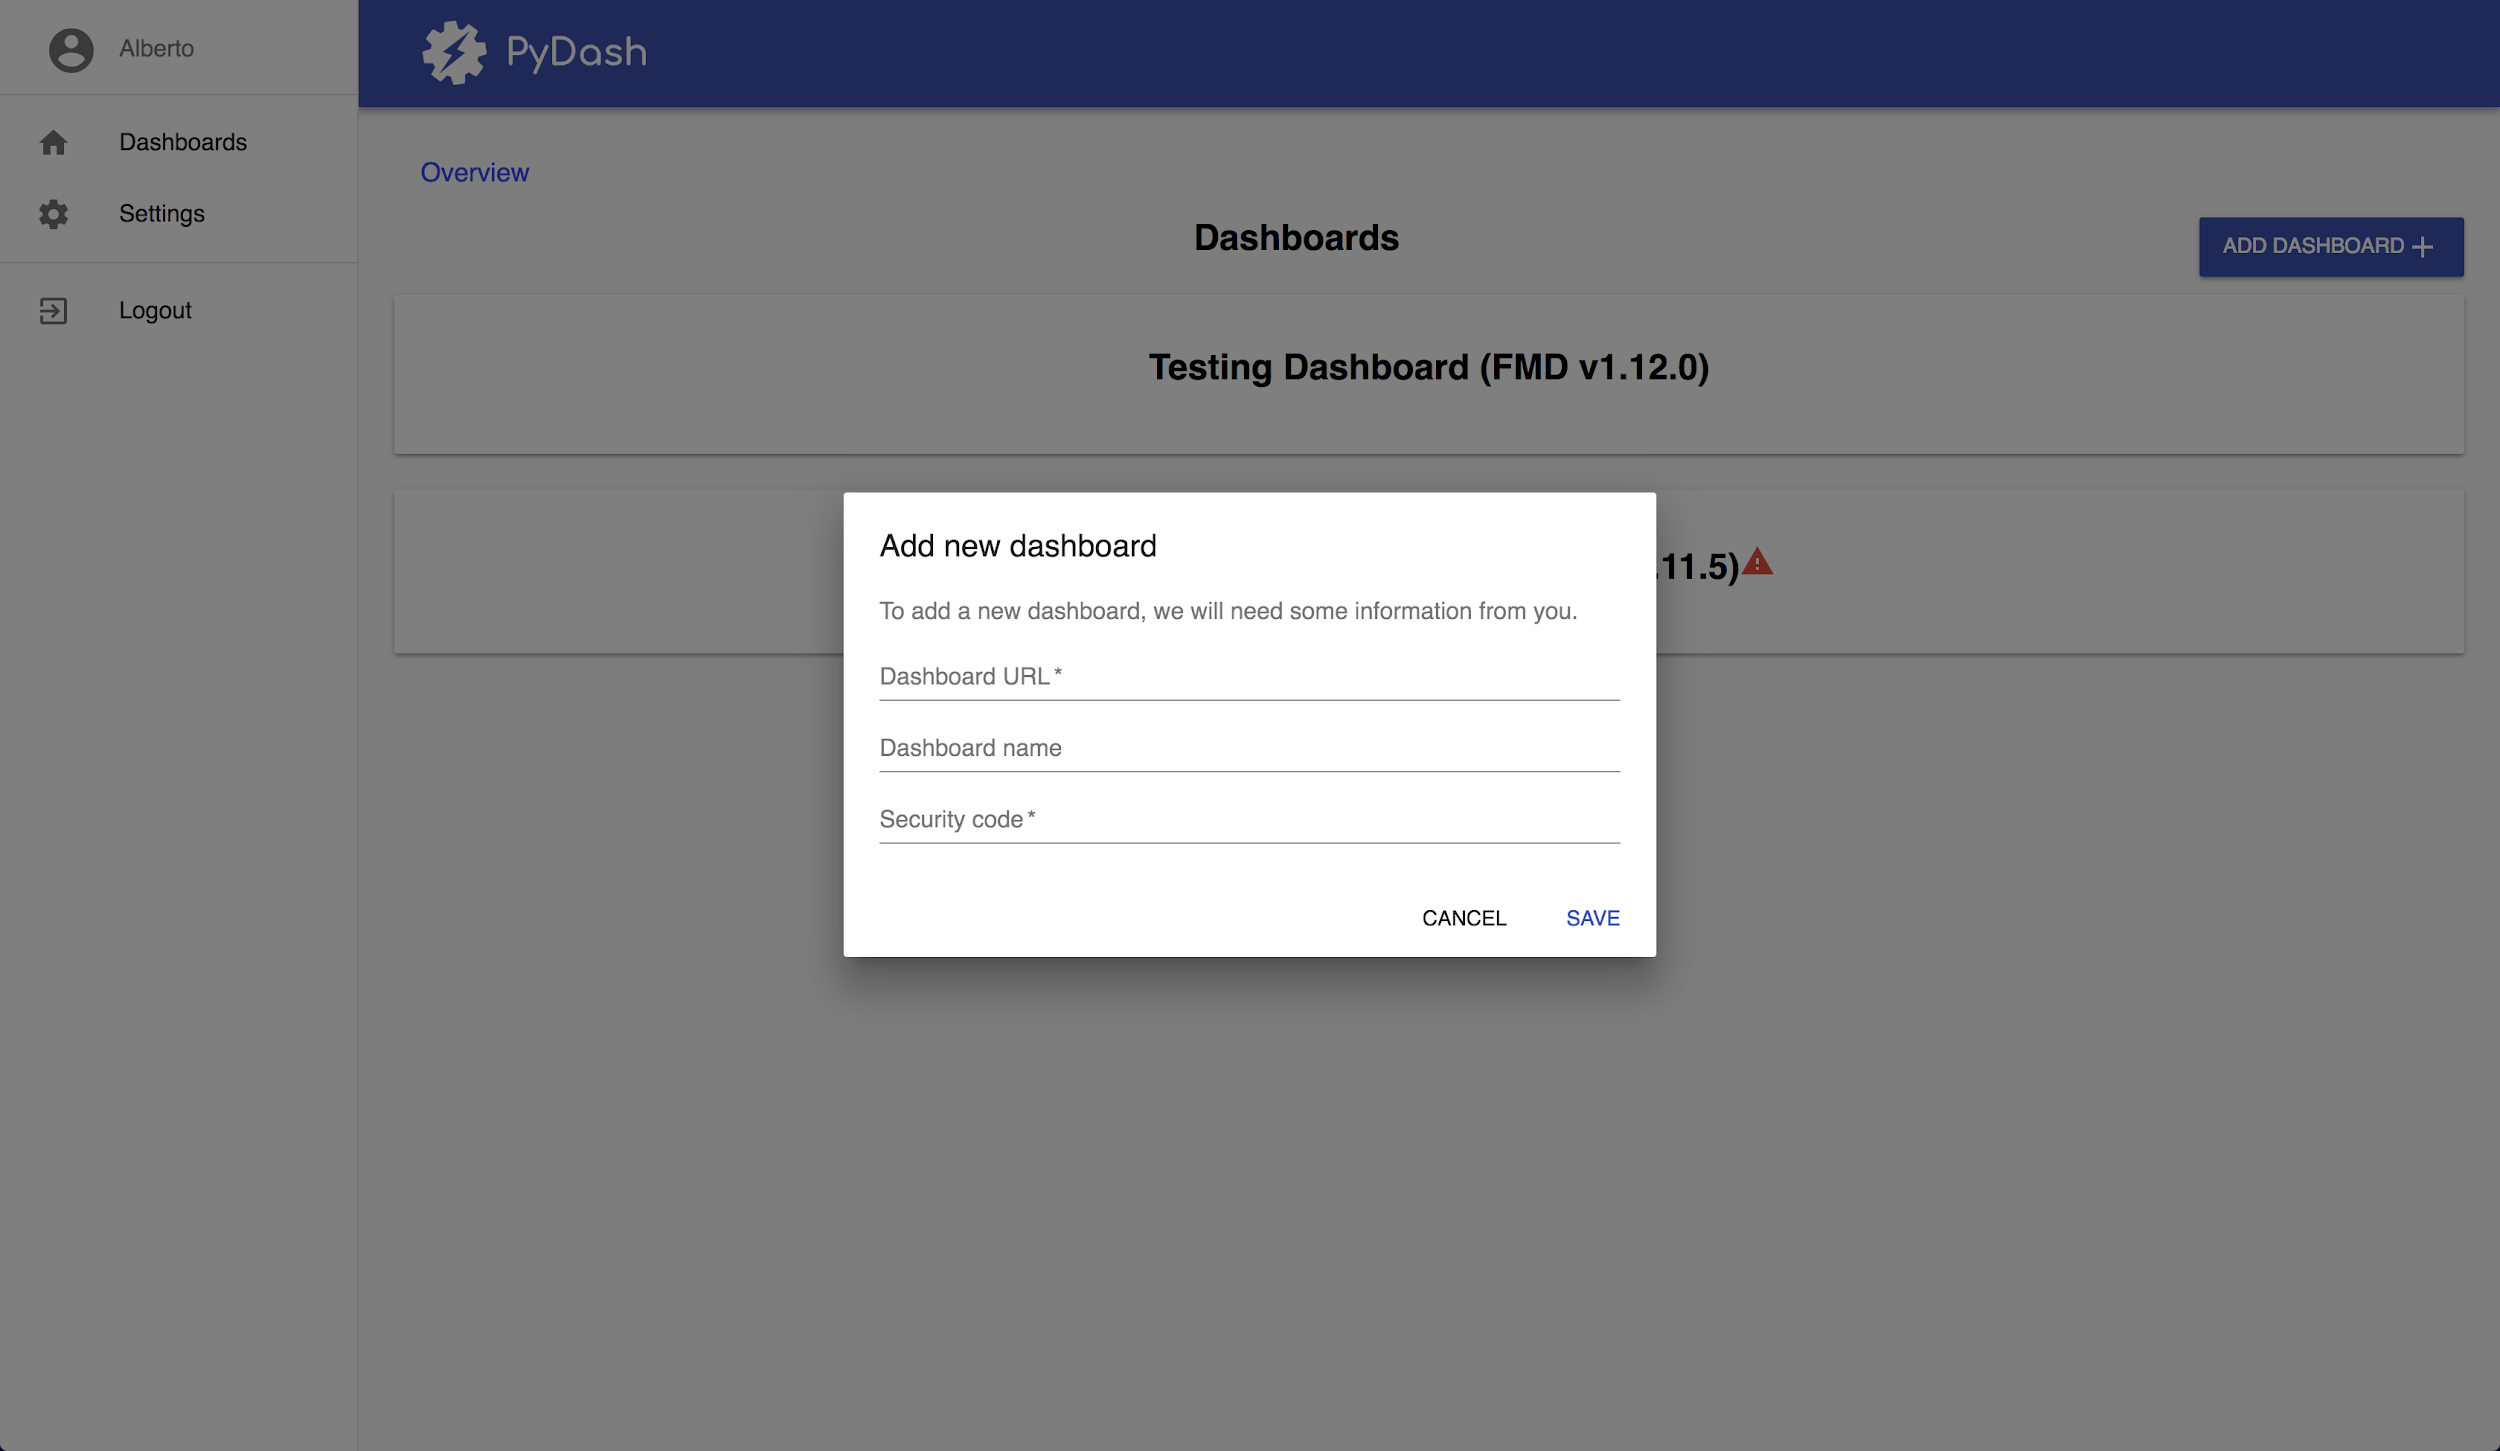 Alberto
PyDash
Dashboards
Settings
Logout
Overview
Dashboards
ADD DASHBOARD
Testing Dashboard (FMD v1.12.0)
.11.5)
Add new dashboard
To add a new dashboard, we will need some information from you.
Dashboard URL *
Dashboard name
Security code *
CANCEL
SAVE